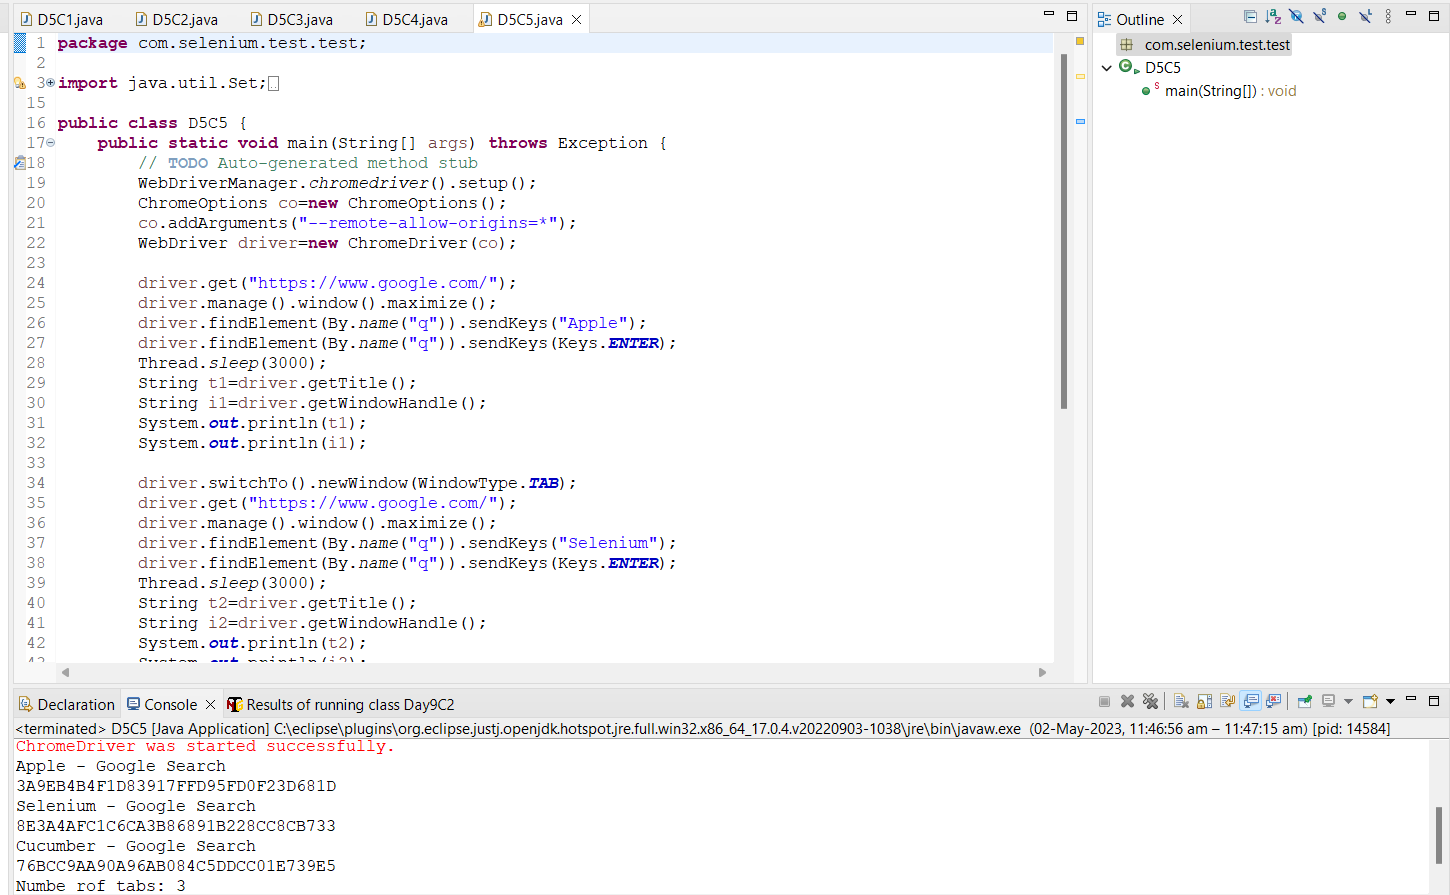 D5C1.java D5C2.java D5C3.java D5C4.java D5C5.java
Outline
1 package com.selenium.test.test;
2
3 import java.util.Set;
15
16 public class D5C5 {
17 public static void main(String[] args) throws Exception {
18 // TODO Auto-generated method stub
19 WebDriverManager.chromedriver().setup();
20 ChromeOptions co=new ChromeOptions();
21 co.addArguments("--remote-allow-origins=*");
22 WebDriver driver=new ChromeDriver(co);
23
24 driver.get("https://www.google.com/");
25 driver.manage().window().maximize();
26 driver.findElement(By.name("q")).sendKeys("Apple");
27 driver.findElement(By.name("q")).sendKeys(Keys.ENTER);
28 Thread.sleep(3000);
29 String t1=driver.getTitle();
30 String i1=driver.getWindowHandle();
31 System.out.println(t1);
32 System.out.println(i1);
33
34 driver.switchTo().newWindow(WindowType.TAB);
35 driver.get("https://www.google.com/");
36 driver.manage().window().maximize();
37 driver.findElement(By.name("q")).sendKeys("Selenium");
38 driver.findElement(By.name("q")).sendKeys(Keys.ENTER);
39 Thread.sleep(3000);
40 String t2=driver.getTitle();
41 String i2=driver.getWindowHandle();
42 System.out.println(t2);
43 System.out.println(i2);
com.selenium.test.test
D5C5
main(String[]) : void
Declaration Console Results of running class Day9C2
<terminated> D5C5 [Java Application] C:\eclipse\plugins\org.eclipse.justj.openjdk.hotspot.jre.full.win32.x86_64_17.0.4.v20220903-1038\jre\bin\javaw.exe (02-May-2023, 11:46:56 am – 11:47:15 am) [pid: 14584]
ChromeDriver was started successfully.
Apple - Google Search
3A9EB4B4F1D83917FFD95FD0F23D681D
Selenium - Google Search
8E3A4AFC1C6CA3B86891B228CC8CB733
Cucumber - Google Search
76BCC9AA90A96AB084C5DDCC01E739E5
Numbe rof tabs: 3